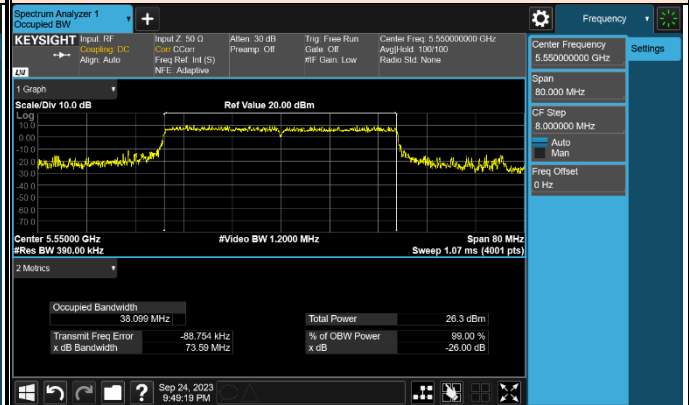 Spectrum Analyzer 1
Occupied BW
+
Frequency
KEYSIGHT
Input: RF
Coupling: DC
Align: Auto
Input Z: 50 Ω
Corr CCorr
Freq Ref: Int (S)
NFE: Adaptive
Atten: 30 dB
Preamp: Off
Trig: Free Run
Gate: Off
#IF Gain: Low
Center Freq: 5.550000000 GHz
Avg|Hold: 100/100
Radio Std: None
LXI
Center Frequency
5.550000000 GHz
Settings
Span
80.000 MHz
CF Step
8.000000 MHz
Auto
Man
Freq Offset
0 Hz
1 Graph
Scale/Div 10.0 dB
Ref Value 20.00 dBm
Log
10.0
0.00
-10.0
-20.0
-30.0
-40.0
-50.0
-60.0
-70.0
Center 5.55000 GHz
#Video BW 1.2000 MHz
Span 80 MHz
#Res BW 390.00 kHz
Sweep 1.07 ms (4001 pts)
2 Metrics
Occupied Bandwidth
38.099 MHz
Total Power 26.3 dBm
Transmit Freq Error -88.754 kHz
% of OBW Power 99.00 %
x dB Bandwidth 73.59 MHz
x dB -26.00 dB
?
Sep 24, 2023
9:49:19 PM